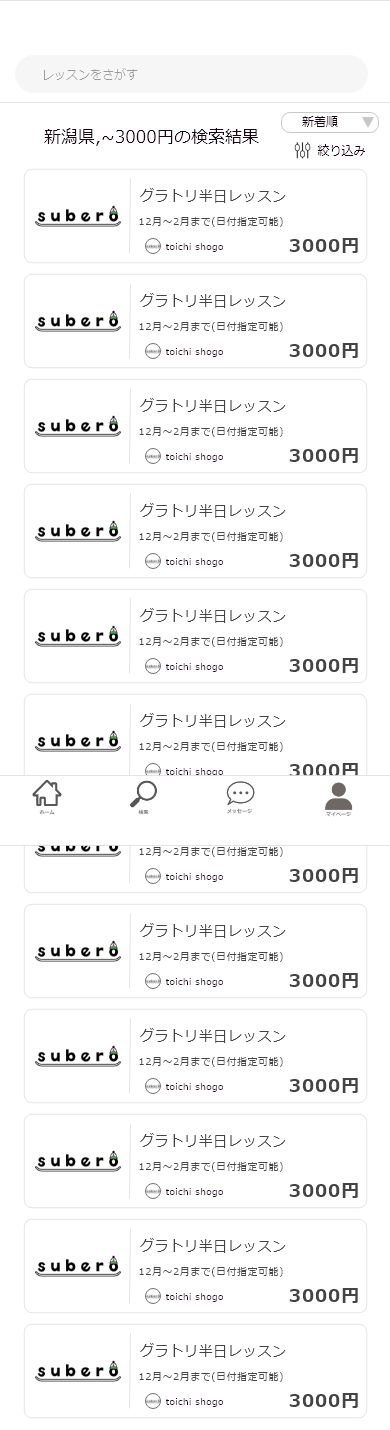 レッスンをさがす
新着順
新潟県,~3000円の検索結果
絞り込み
グラトリ半日レッスン
subero
12月〜2月まで(日付指定可能)
toichi shogo
3000円
グラトリ半日レッスン
subero
12月〜2月まで(日付指定可能)
toichi shogo
3000円
グラトリ半日レッスン
subero
12月〜2月まで(日付指定可能)
toichi shogo
3000円
グラトリ半日レッスン
subero
12月〜2月まで(日付指定可能)
toichi shogo
3000円
グラトリ半日レッスン
subero
12月〜2月まで(日付指定可能)
toichi shogo
3000円
グラトリ半日レッスン
subero
12月〜2月まで(日付指定可能)
toichi shogo
3000円
ホーム
検索
メッセージ
マイページ
12月〜2月まで(日付指定可能)
toichi shogo
3000円
グラトリ半日レッスン
subero
12月〜2月まで(日付指定可能)
toichi shogo
3000円
グラトリ半日レッスン
subero
12月〜2月まで(日付指定可能)
toichi shogo
3000円
グラトリ半日レッスン
subero
12月〜2月まで(日付指定可能)
toichi shogo
3000円
グラトリ半日レッスン
subero
12月〜2月まで(日付指定可能)
toichi shogo
3000円
グラトリ半日レッスン
subero
12月〜2月まで(日付指定可能)
toichi shogo
3000円